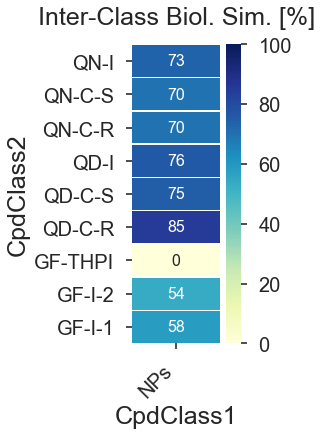 Inter-Class Biol. Sim. [%]
CpdClass2
QN-I 73
QN-C-S 70
QN-C-R 70
QD-I 76
QD-C-S 75
QD-C-R 85
GF-THPI 0
GF-I-2 54
GF-I-1 58
100
80
60
40
20
0
NPs
CpdClass1